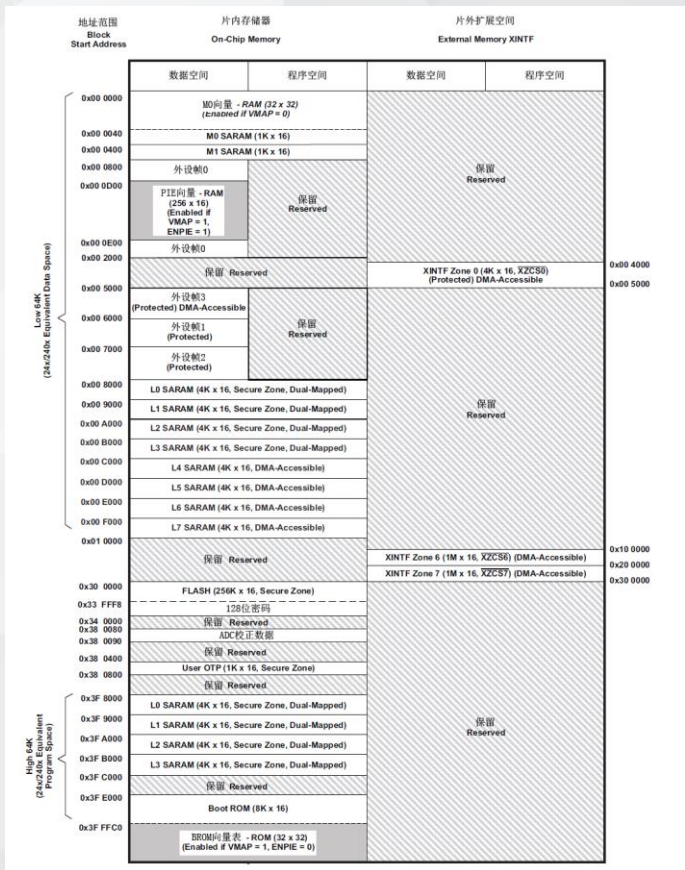 地址范围
Block
Start Address
片内存储器
On-Chip Memory
片外扩展空间
External Memory XINTF
数据空间
程序空间
数据空间
程序空间
0x00 0000
M0向量 - RAM (32 x 32)
(Enabled if VMAP = 0)
0x00 0040
M0 SARAM (1K x 16)
0x00 0400
M1 SARAM (1K x 16)
0x00 0800
外设帧0
保留
Reserved
保留
Reserved
0x00 0D00
PIE向量 - RAM
(256 x 16)
(Enabled if
VMAP = 1,
ENPIE = 1)
0x00 0E00
外设帧0
0x00 2000
保留 Reserved
XINTF Zone 0 (4K x 16, XZCS0)
(Protected) DMA-Accessible
0x00 4000
0x00 5000
0x00 5000
外设帧3
(Protected) DMA-Accessible
保留
Reserved
0x00 6000
外设帧1
(Protected)
0x00 7000
外设帧2
(Protected)
Low 64K
(24x/240x Equivalent Data Space)
0x00 8000
L0 SARAM (4K x 16, Secure Zone, Dual-Mapped)
0x00 9000
L1 SARAM (4K x 16, Secure Zone, Dual-Mapped)
保留
Reserved
0x00 A000
L2 SARAM (4K x 16, Secure Zone, Dual-Mapped)
0x00 B000
L3 SARAM (4K x 16, Secure Zone, Dual-Mapped)
0x00 C000
L4 SARAM (4K x 16, DMA-Accessible)
0x00 D000
L5 SARAM (4K x 16, DMA-Accessible)
0x00 E000
L6 SARAM (4K x 16, DMA-Accessible)
0x00 F000
L7 SARAM (4K x 16, DMA-Accessible)
0x01 0000
保留 Reserved
0x10 0000
XINTF Zone 6 (1M x 16, XZCS6) (DMA-Accessible)
0x20 0000
XINTF Zone 7 (1M x 16, XZCS7) (DMA-Accessible)
0x30 0000
0x30 0000
FLASH (256K x 16, Secure Zone)
0x33 FFF8
128位密码
0x34 0000
保留 Reserved
0x38 0080
ADC校正数据
0x38 0090
保留 Reserved
0x38 0400
User OTP (1K x 16, Secure Zone)
0x38 0800
保留 Reserved
High 64K
(24x/240x Equivalent
Program Space)
0x3F 8000
L0 SARAM (4K x 16, Secure Zone, Dual-Mapped)
0x3F 9000
L1 SARAM (4K x 16, Secure Zone, Dual-Mapped)
保留
Reserved
0x3F A000
L2 SARAM (4K x 16, Secure Zone, Dual-Mapped)
0x3F B000
L3 SARAM (4K x 16, Secure Zone, Dual-Mapped)
0x3F C000
保留 Reserved
0x3F E000
Boot ROM (8K x 16)
0x3F FFC0
BROM向量表 - ROM (32 x 32)
(Enabled if VMAP = 1, ENPIE = 0)